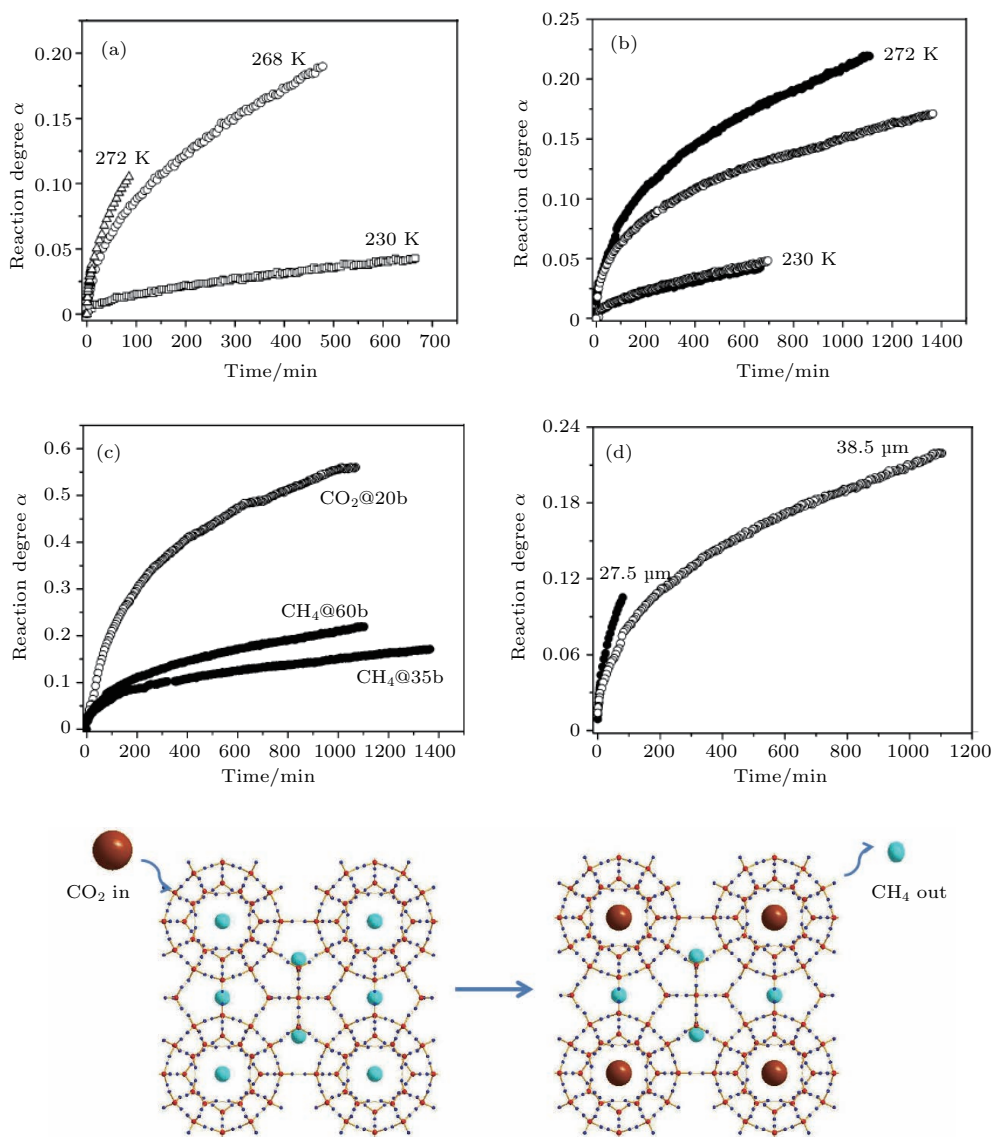 (a)
268 K
272 K
230 K
0.20
0.15
0.10
0.05
0
Reaction degree α
0 100 200 300 400 500 600 700
Time/min
(b)
272 K
230 K
0.25
0.20
0.15
0.10
0.05
0
Reaction degree α
0 200 400 600 800 1000 1200 1400
Time/min
(c)
CO₂@20b
CH₄@60b
CH₄@35b
0.6
0.5
0.4
0.3
0.2
0.1
0
Reaction degree α
0 200 400 600 800 1000 1200 1400
Time/min
(d)
38.5 µm
27.5 µm
0.24
0.18
0.12
0.06
0
Reaction degree α
0 200 400 600 800 1000 1200
Time/min
CO₂ in
CH₄ out